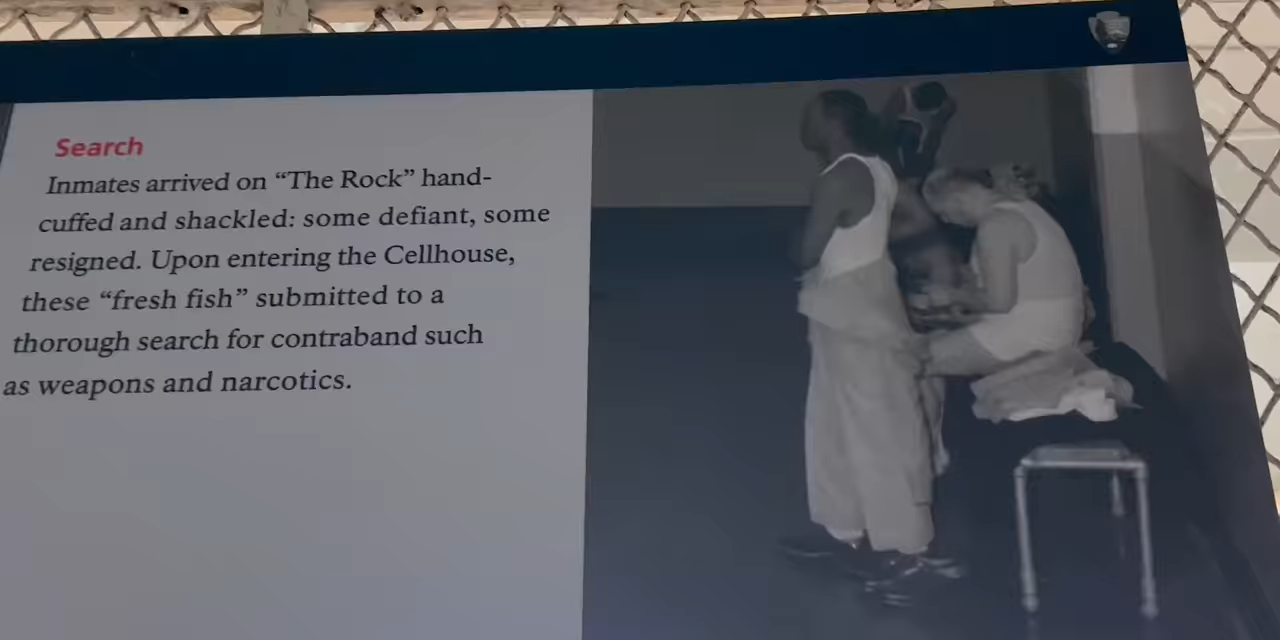 Search
Inmates arrived on “The Rock” hand-
cuffed and shackled: some defiant, some
resigned. Upon entering the Cellhouse,
these “fresh fish” submitted to a
thorough search for contraband such
as weapons and narcotics.